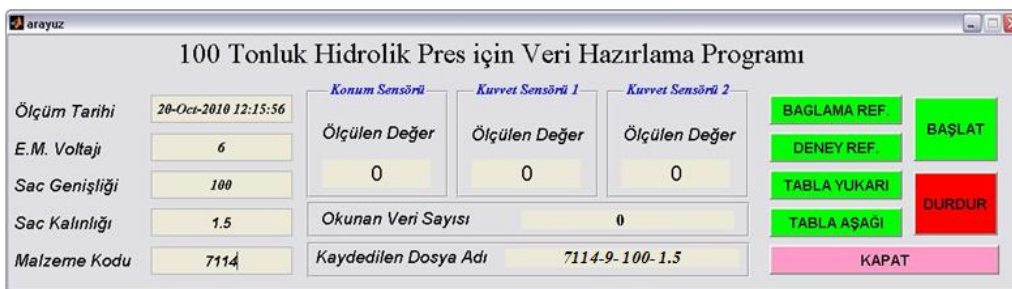 arayuz
100 Tonluk Hidrolik Pres için Veri Hazırlama Programı
Ölçüm Tarihi
20-Oct-2010 12:15:56
E.M. Voltajı
6
Sac Genişliği
100
Sac Kalınlığı
1.5
Malzeme Kodu
7114
Konum Sensörü
Ölçülen Değer
0
Kuvvet Sensörü 1
Ölçülen Değer
0
Kuvvet Sensörü 2
Ölçülen Değer
0
Okunan Veri Sayısı
0
Kaydedilen Dosya Adı
7114-9-100-1.5
BAGLAMA REF.
DENEY REF.
TABLA YUKARI
TABLA AŞAĞI
BAŞLAT
DURDUR
KAPAT